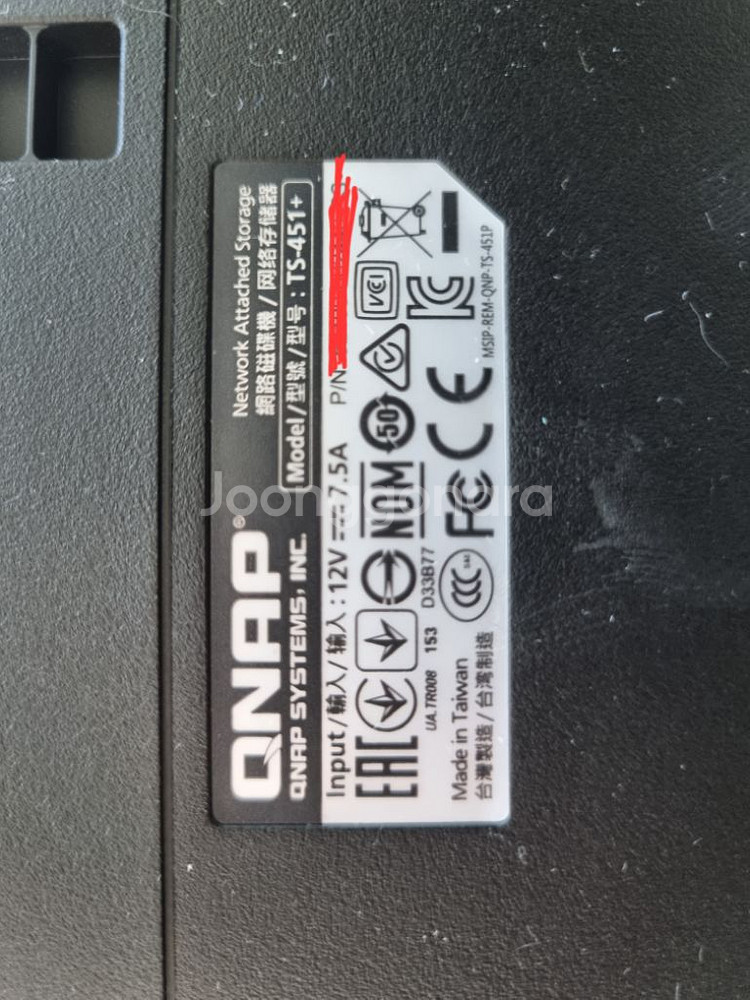 QNAP®
QNAP SYSTEMS, INC.
Network Attached Storage
網路磁碟機 / 网络存储器
Model / 型號 / 型号 : TS-451+
Input / 輸入 / 输入 : 12V ⎓ 7.5A
P/N
EAC
NOM
50
VCI
UA.TR008
153
D33B77
Made in Taiwan
台灣製造 / 台湾制造
CCC
S&E
FC
CE
MSIP-REM-QNP-TS-451P
Joonggonara